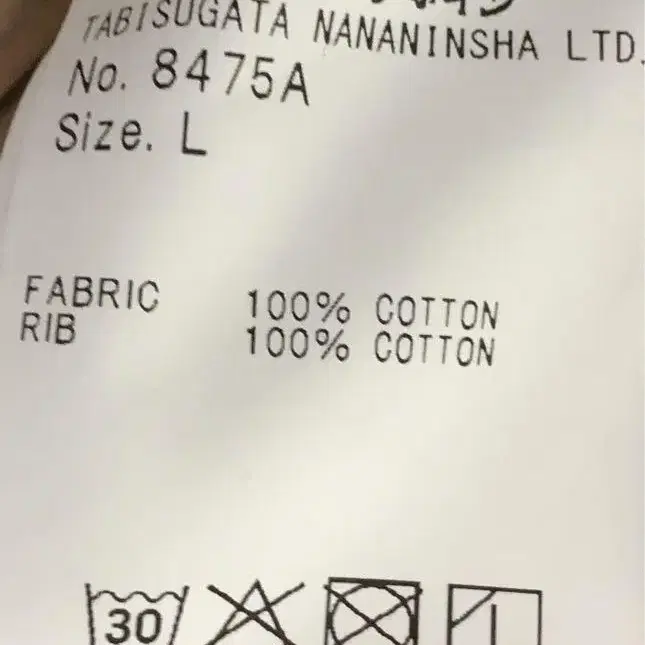 TABISUGATA NANANINSHA LTD.
No. 8475A
Size. L
FABRIC 100% COTTON
RIB 100% COTTON
30